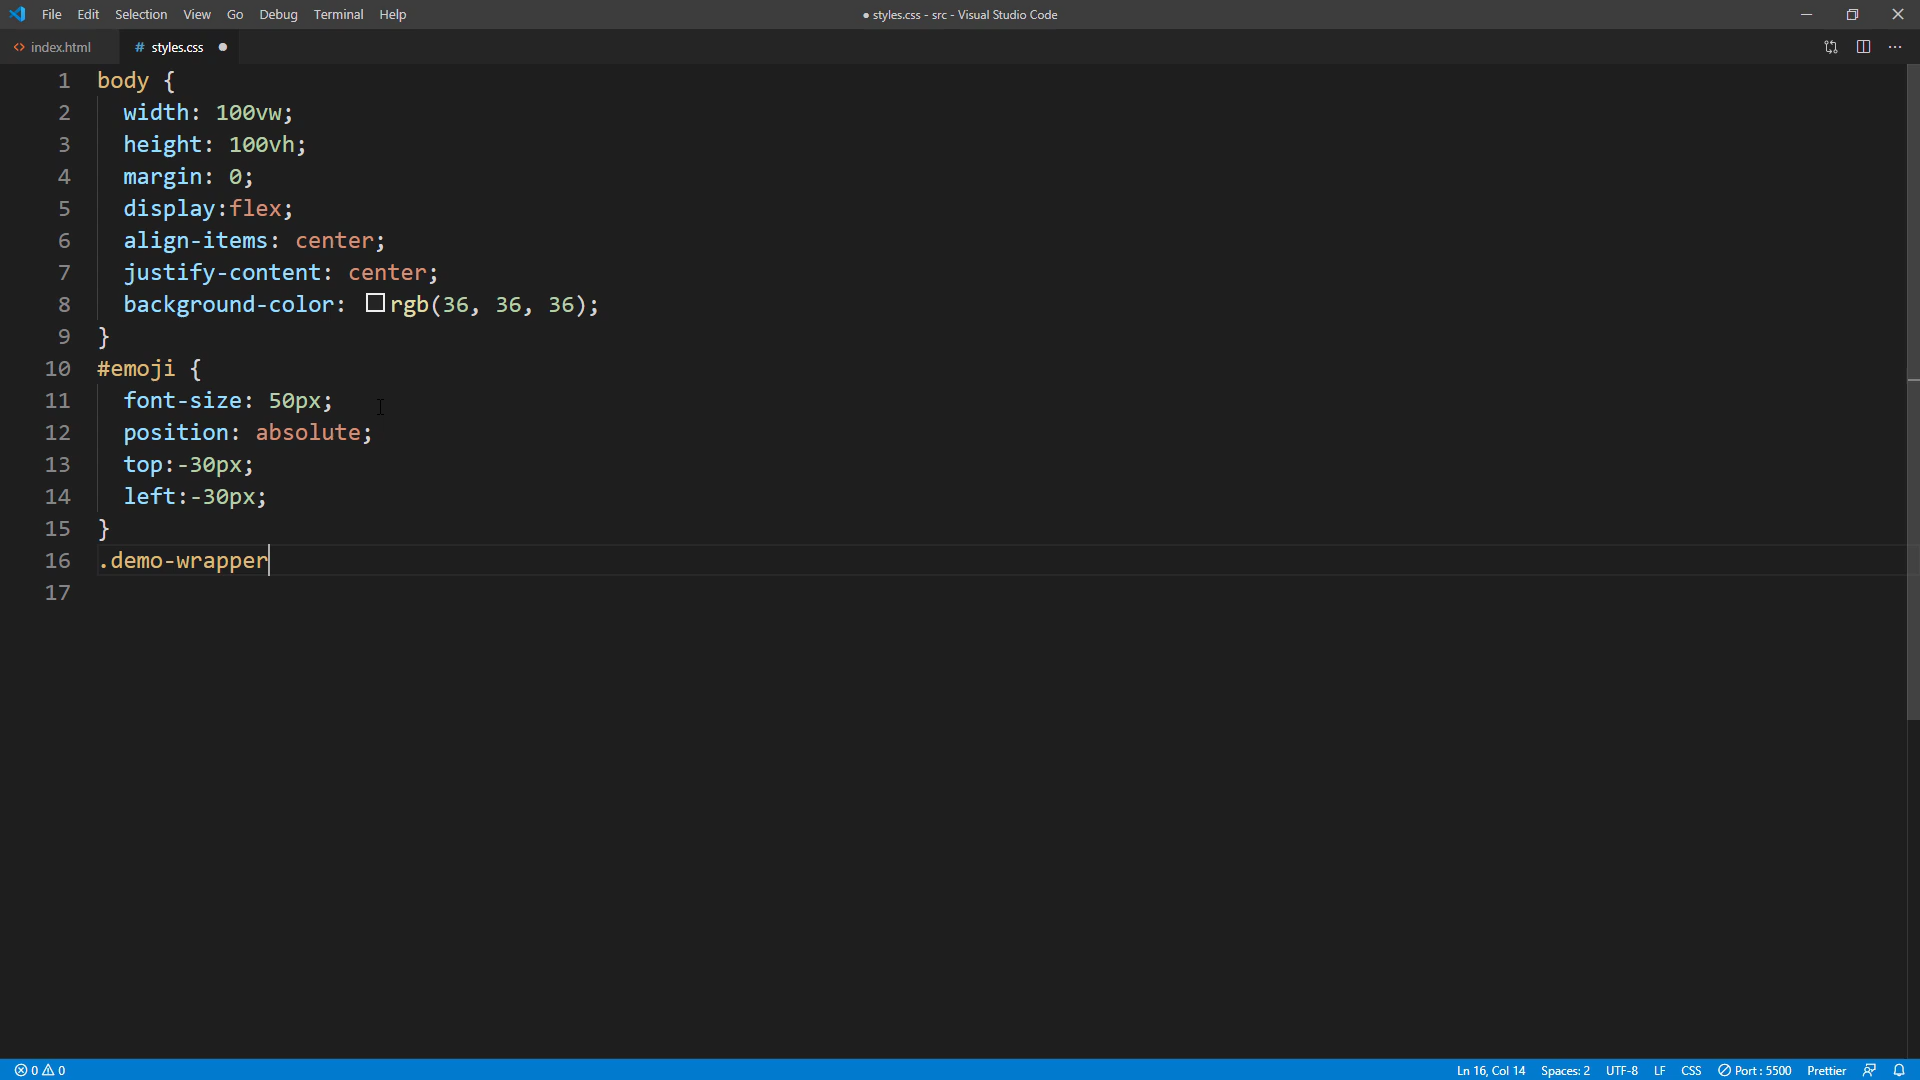 File Edit Selection View Go Debug Terminal Help
● styles.css - src - Visual Studio Code
<> index.html
# styles.css ●
1 body {
2 width: 100vw;
3 height: 100vh;
4 margin: 0;
5 display:flex;
6 align-items: center;
7 justify-content: center;
8 background-color: rgb(36, 36, 36);
9 }
10 #emoji {
11 font-size: 50px;
12 position: absolute;
13 top:-30px;
14 left:-30px;
15 }
16 .demo-wrapper
17
0 0
Ln 16, Col 14 Spaces: 2 UTF-8 LF CSS Port : 5500 Prettier